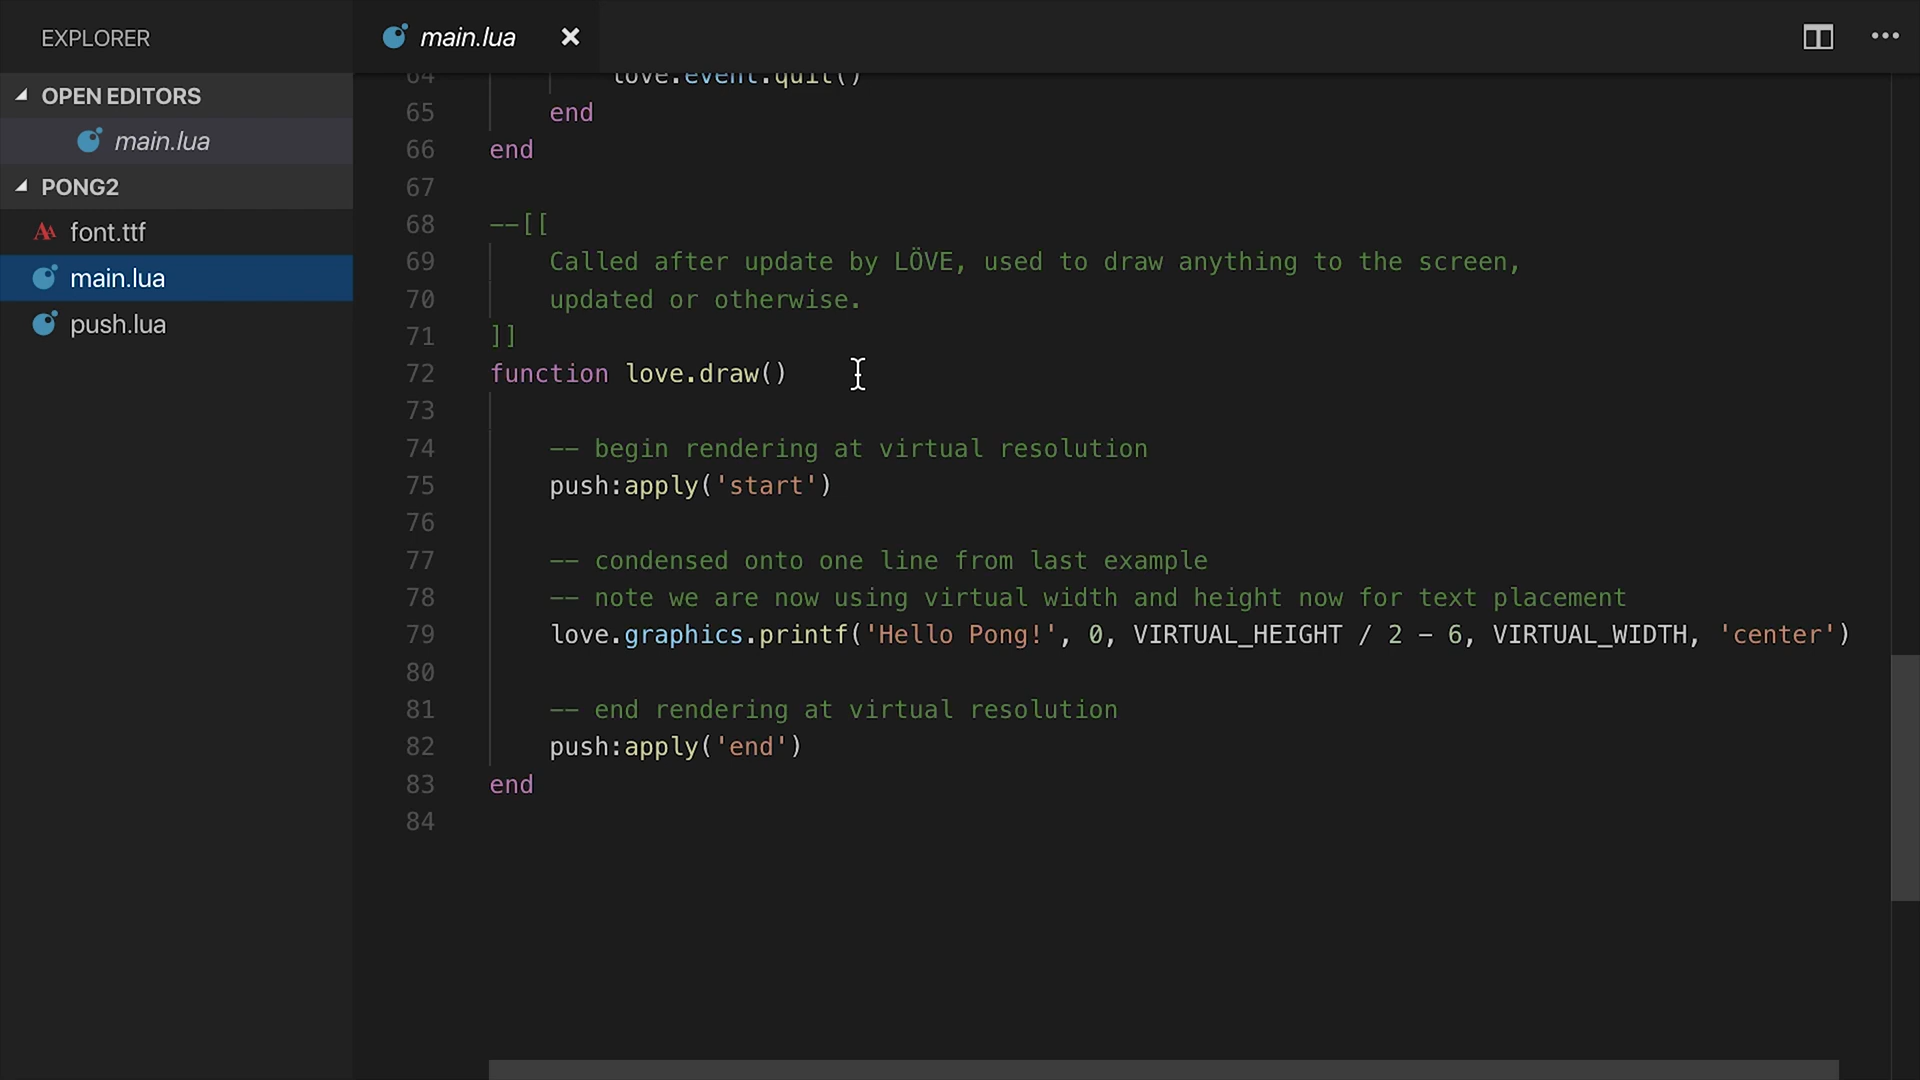 EXPLORER
main.lua
OPEN EDITORS
main.lua
PONG2
font.ttf
main.lua
push.lua
64 love.event.quit()
65 end
66 end
67
68 --[[
69 Called after update by LÖVE, used to draw anything to the screen,
70 updated or otherwise.
71 ]]
72 function love.draw()
73
74 -- begin rendering at virtual resolution
75 push:apply('start')
76
77 -- condensed onto one line from last example
78 -- note we are now using virtual width and height now for text placement
79 love.graphics.printf('Hello Pong!', 0, VIRTUAL_HEIGHT / 2 - 6, VIRTUAL_WIDTH, 'center')
80
81 -- end rendering at virtual resolution
82 push:apply('end')
83 end
84